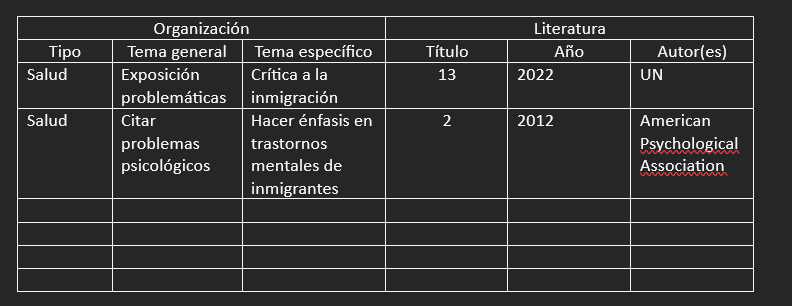 Organización Literatura
Tipo Tema general Tema específico Título Año Autor(es)
Salud Exposición Crítica a la 13 2022 UN
problemáticas inmigración
Salud Citar Hacer énfasis en 2 2012 American
problemas trastornos Psychological
psicológicos mentales de Association
inmigrantes